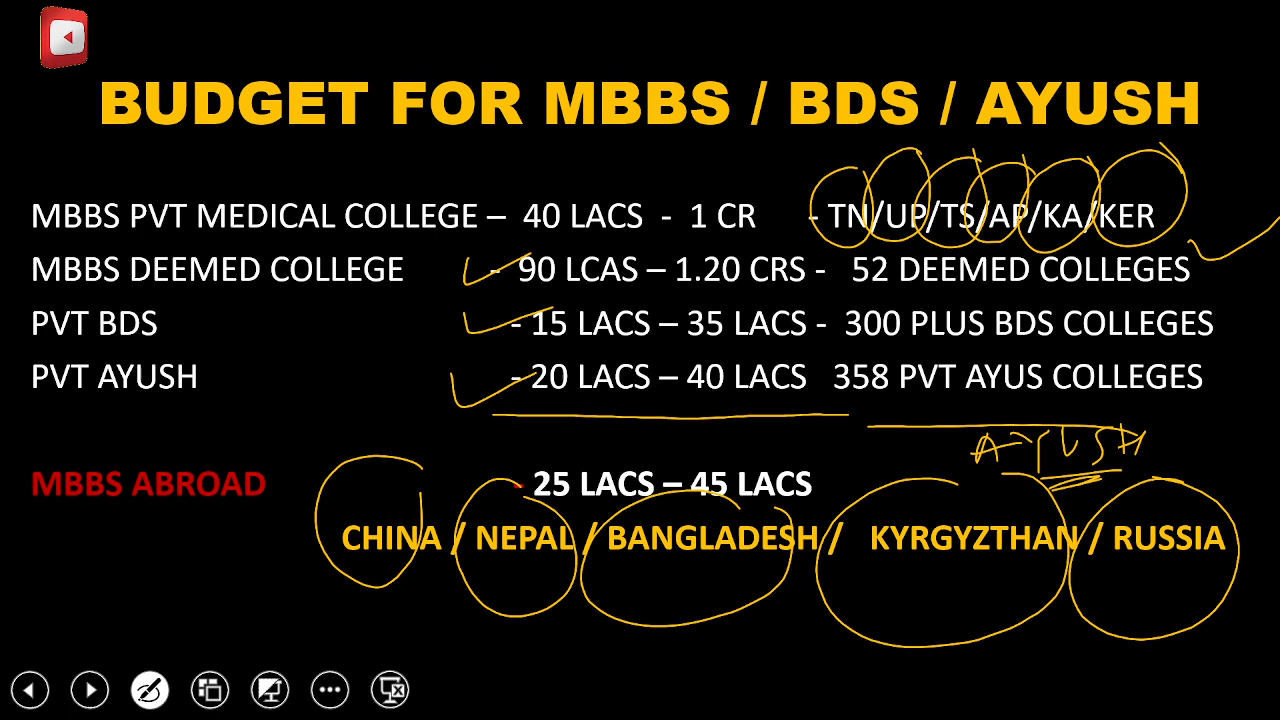 BUDGET FOR MBBS / BDS / AYUSH
MBBS PVT MEDICAL COLLEGE – 40 LACS - 1 CR - TN/UP/TS/AP/KA/KER
MBBS DEEMED COLLEGE - 90 LCAS – 1.20 CRS - 52 DEEMED COLLEGES
PVT BDS - 15 LACS – 35 LACS - 300 PLUS BDS COLLEGES
PVT AYUSH - 20 LACS – 40 LACS 358 PVT AYUS COLLEGES
AYUSH
MBBS ABROAD - 25 LACS – 45 LACS
CHINA / NEPAL / BANGLADESH / KYRGYZTHAN / RUSSIA